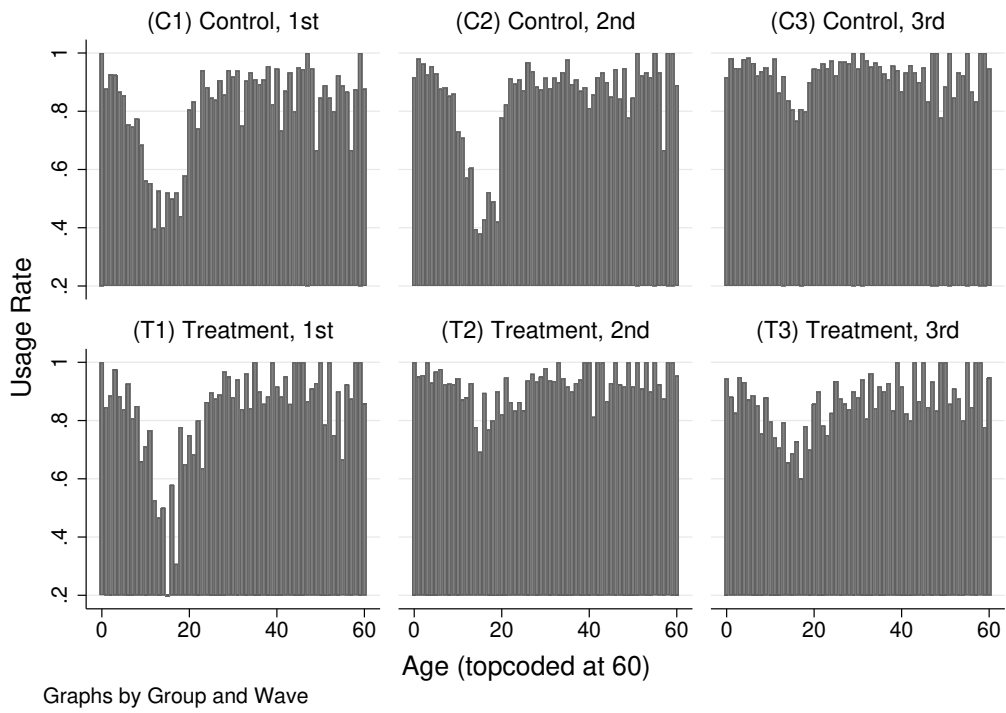 (C1) Control, 1st
(C2) Control, 2nd
(C3) Control, 3rd
1
.8
.6
.4
.2
(T1) Treatment, 1st
(T2) Treatment, 2nd
(T3) Treatment, 3rd
1
.8
.6
.4
.2
Usage Rate
0 20 40 60
0 20 40 60
0 20 40 60
Age (topcoded at 60)
Graphs by Group and Wave